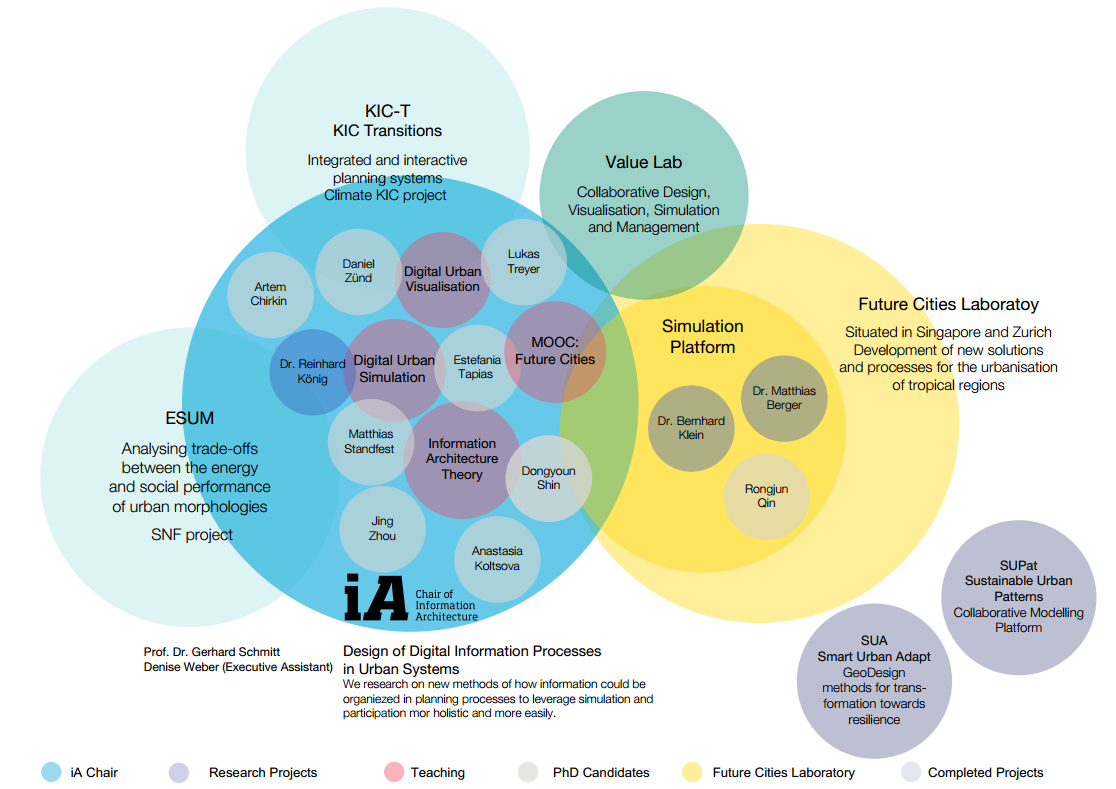 KIC-T
KIC Transitions
Integrated and interactive
planning systems
Climate KIC project
Value Lab
Collaborative Design,
Visualisation, Simulation
and Management
Daniel
Zünd
Digital Urban
Visualisation
Lukas
Treyer
Artem
Chirkin
Dr. Reinhard
König
Digital Urban
Simulation
Estefania
Tapias
MOOC:
Future Cities
Simulation
Platform
Future Cities Laboratoy
Situated in Singapore and Zurich
Development of new solutions
and processes for the urbanisation
of tropical regions
Dr. Matthias
Berger
Dr. Bernhard
Klein
Rongjun
Qin
ESUM
Analysing trade-offs
between the energy
and social performance
of urban morphologies
SNF project
Matthias
Standfest
Information
Architecture
Theory
Dongyoun
Shin
Jing
Zhou
Anastasia
Koltsova
iA
Chair of
Information
Architecture
SUPat
Sustainable Urban
Patterns
Collaborative Modelling
Platform
SUA
Smart Urban Adapt
GeoDesign
methods for trans-
formation towards
resilience
Prof. Dr. Gerhard Schmitt
Denise Weber (Executive Assistant)
Design of Digital Information Processes
in Urban Systems
We research on new methods of how information could be
organiezed in planning processes to leverage simulation and
participation mor holistic and more easily.
iA Chair
Research Projects
Teaching
PhD Candidates
Future Cities Laboratory
Completed Projects